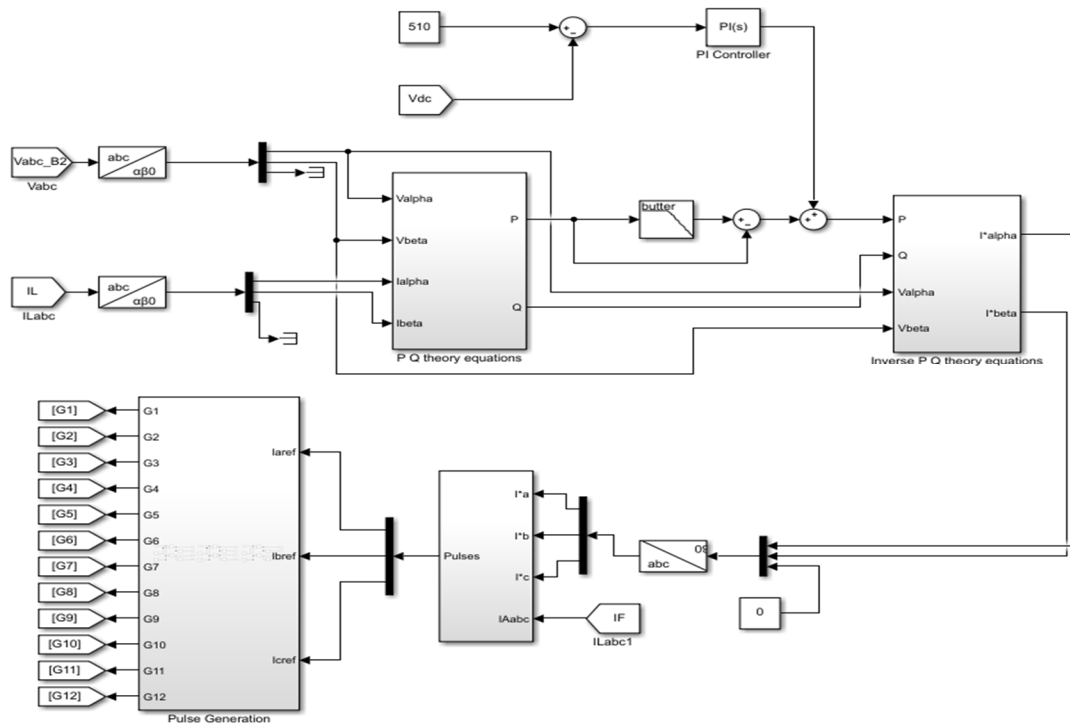 510
PI(s)
PI Controller
Vdc
Vabc_B2
Vabc
abc
αβ0
Valpha
Vbeta
Ialpha
Ibeta
P
Q
P Q theory equations
butter
P
Q
Valpha
Vbeta
I*alpha
I*beta
Inverse P Q theory equations
IL
ILabc
abc
αβ0
[G1]
[G2]
[G3]
[G4]
[G5]
[G6]
[G7]
[G8]
[G9]
[G10]
[G11]
[G12]
G1
G2
G3
G4
G5
G6
G7
G8
G9
G10
G11
G12
Iaref
Ibref
Icref
Pulse Generation
Pulses
I*a
I*b
I*c
IAabc
IF
ILabc1
abc
0